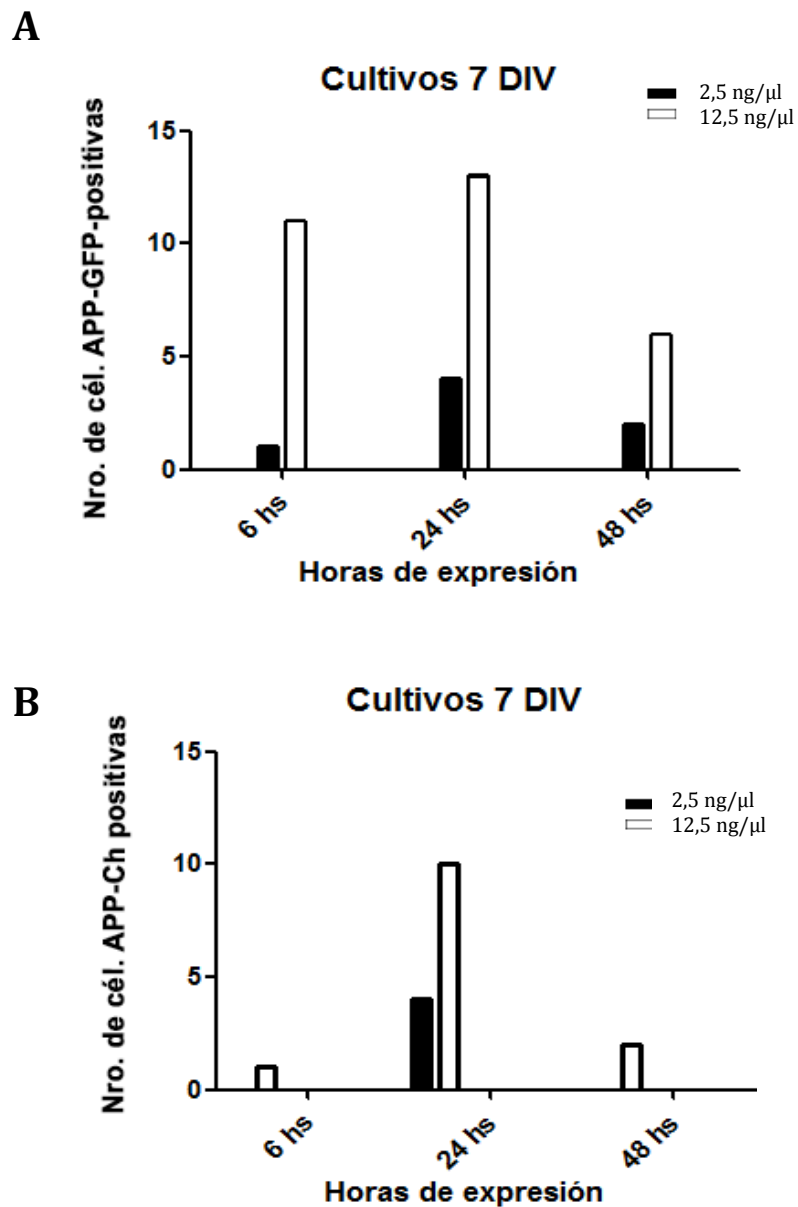 A
Cultivos 7 DIV
2,5 ng/µl
12,5 ng/µl
Nro. de cél. APP-GFP-positivas
15
10
5
0
6 hs
24 hs
48 hs
Horas de expresión
B
Cultivos 7 DIV
2,5 ng/µl
12,5 ng/µl
Nro. de cél. APP-Ch positivas
15
10
5
0
6 hs
24 hs
48 hs
Horas de expresión